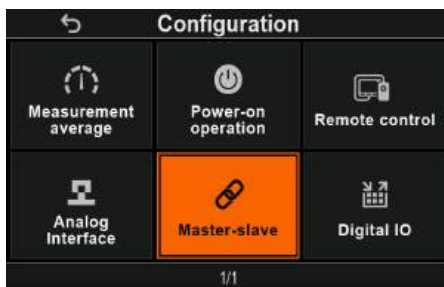 Configuration
Measurement
average
Power-on
operation
Remote control
Analog
Interface
Master-slave
Digital IO
1/1